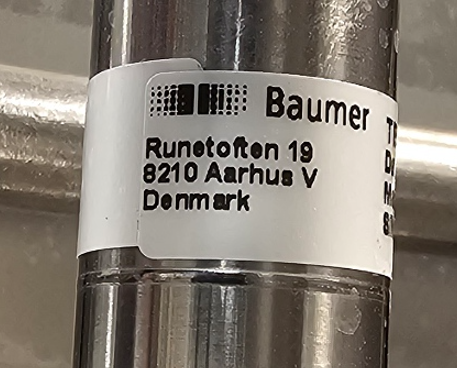 Baumer
Runetoften 19
8210 Aarhus V
Denmark